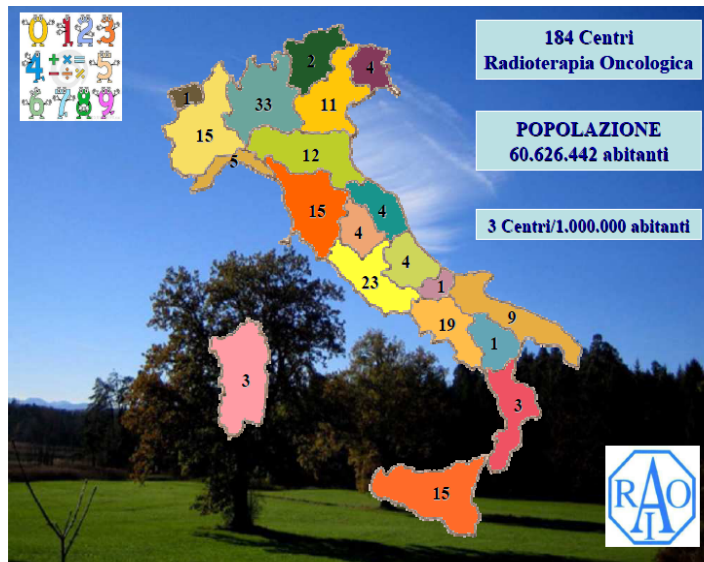 0 1 2 3
4 + × = 5
- ÷ ×
6 7 8 9
184 Centri
Radioterapia Oncologica
POPOLAZIONE
60.626.442 abitanti
3 Centri/1.000.000 abitanti
2
4
1
33
11
15
5
12
15
4
4
4
23
1
19
9
1
3
3
15
RAO
I